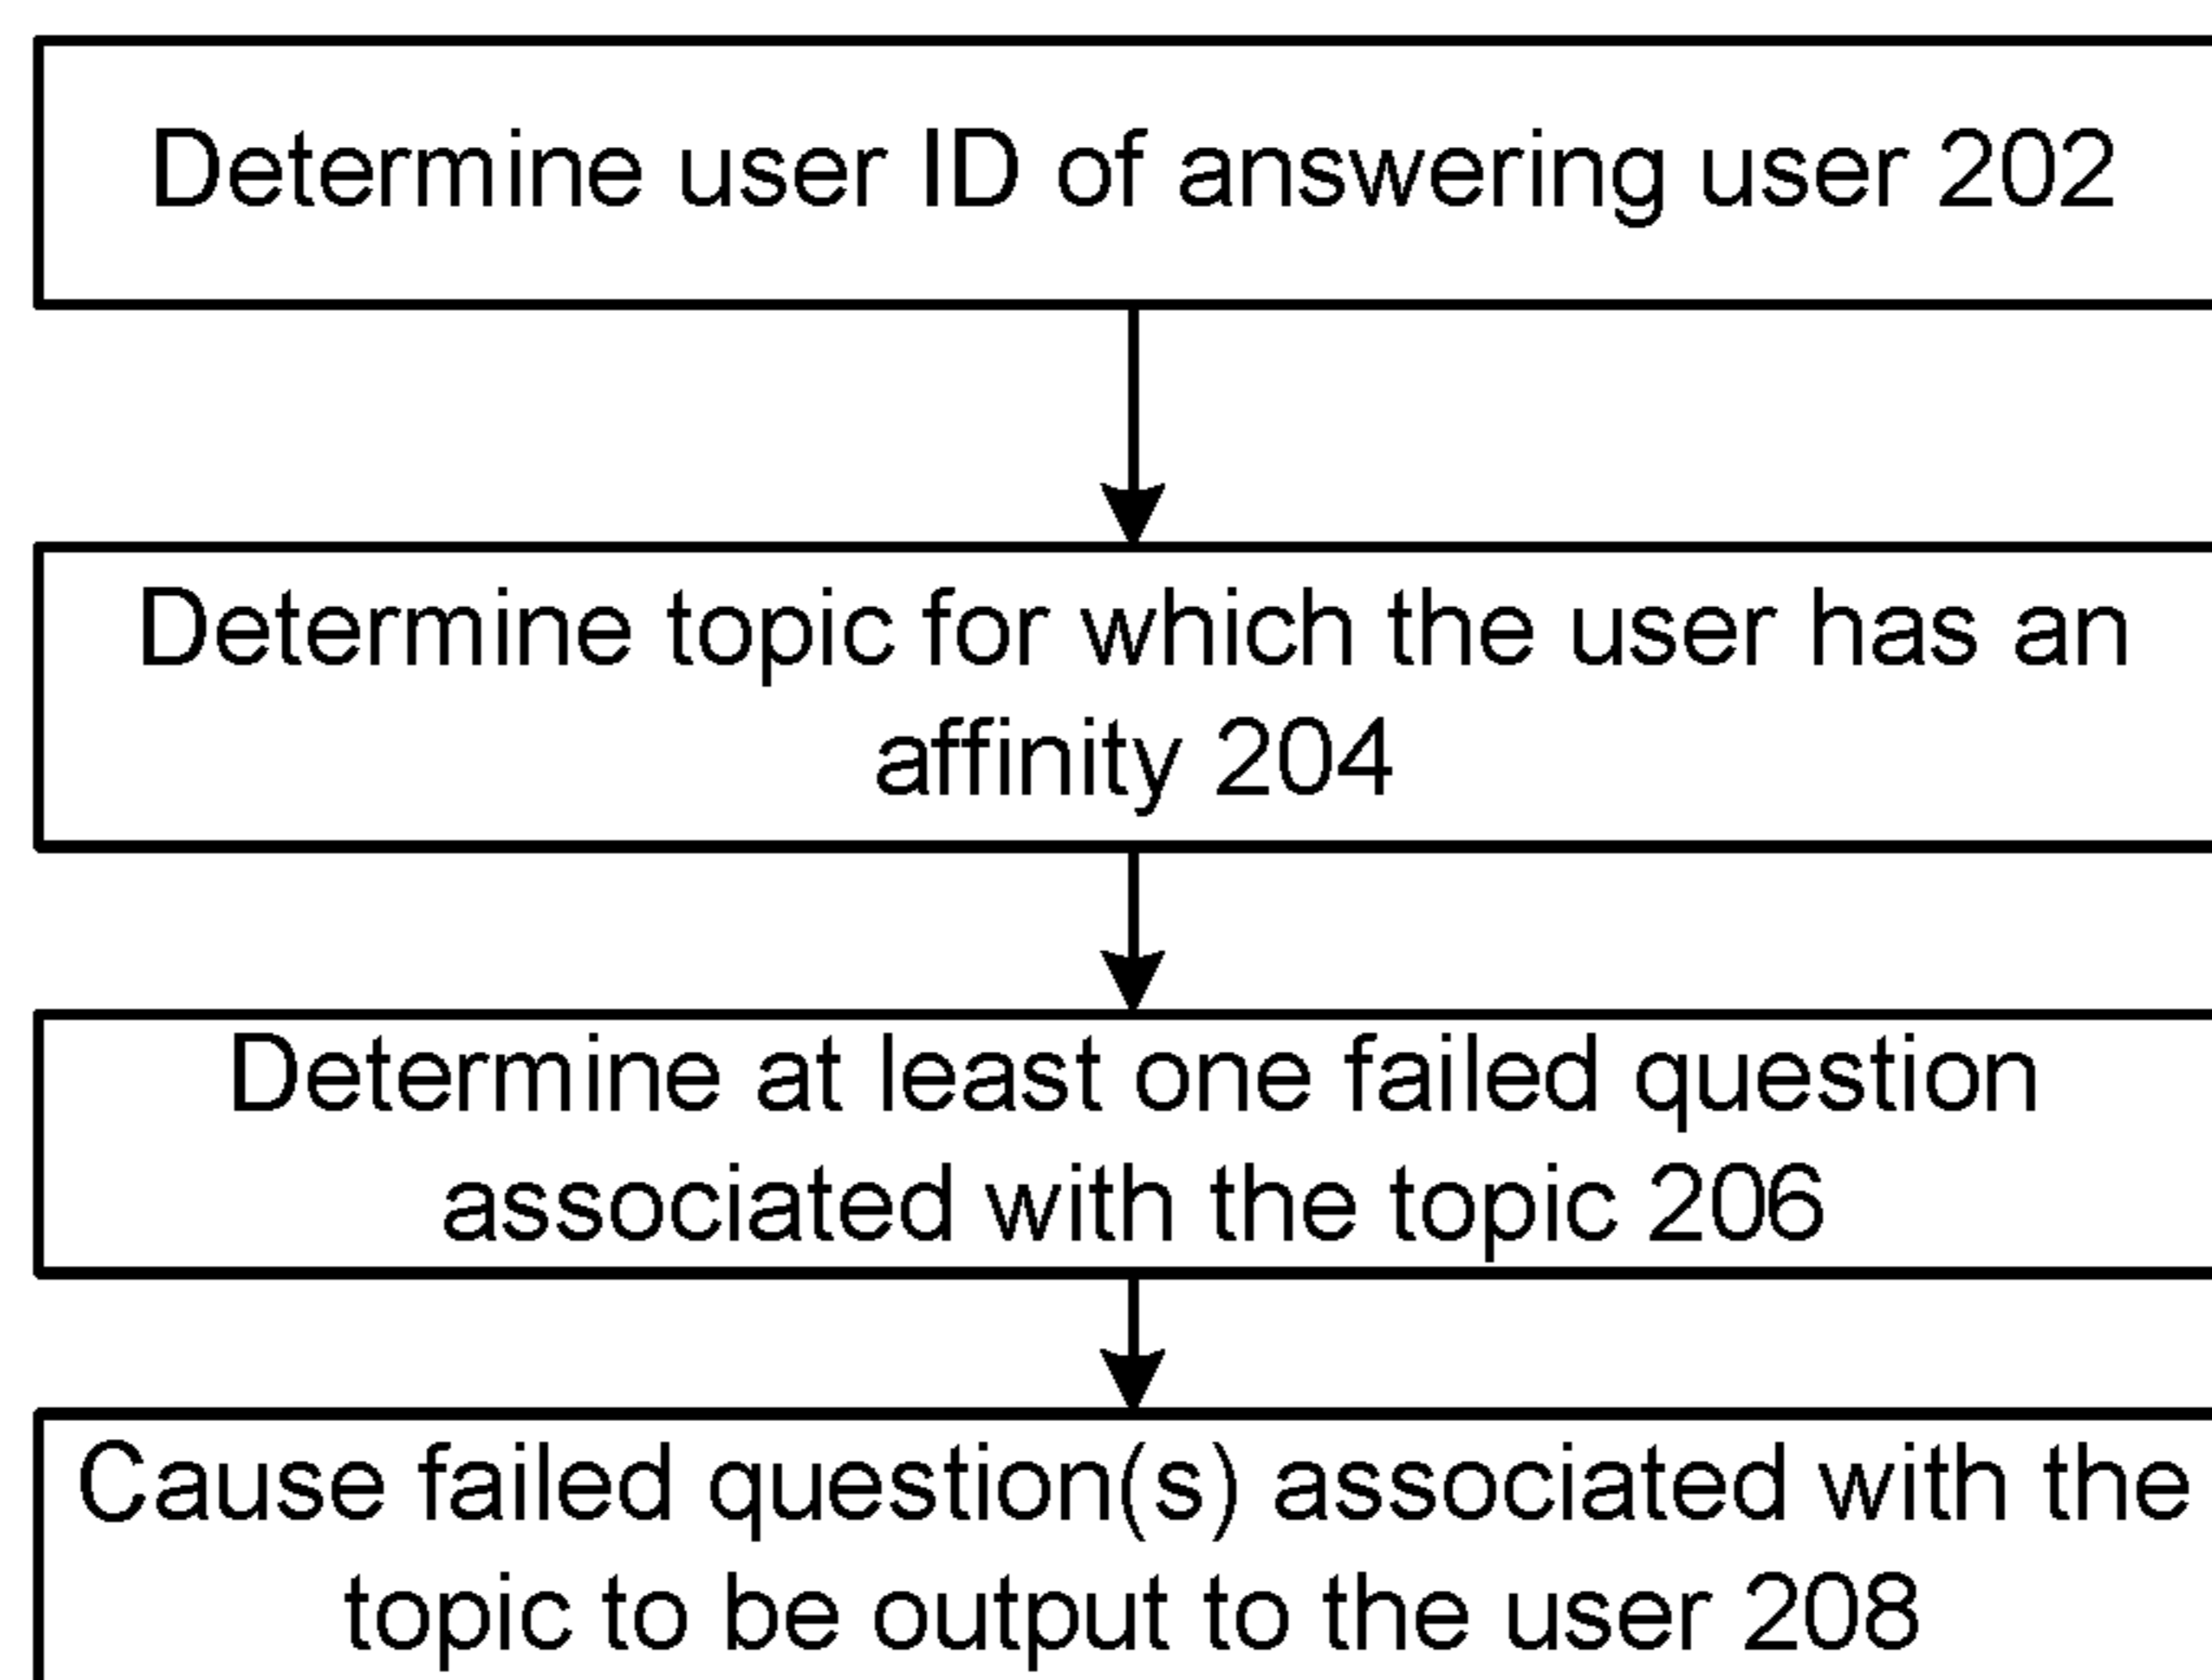 Determine user ID of answering user 202
Determine topic for which the user has an
affinity 204
Determine at least one failed question
associated with the topic 206
Cause failed question(s) associated with the
topic to be output to the user 208